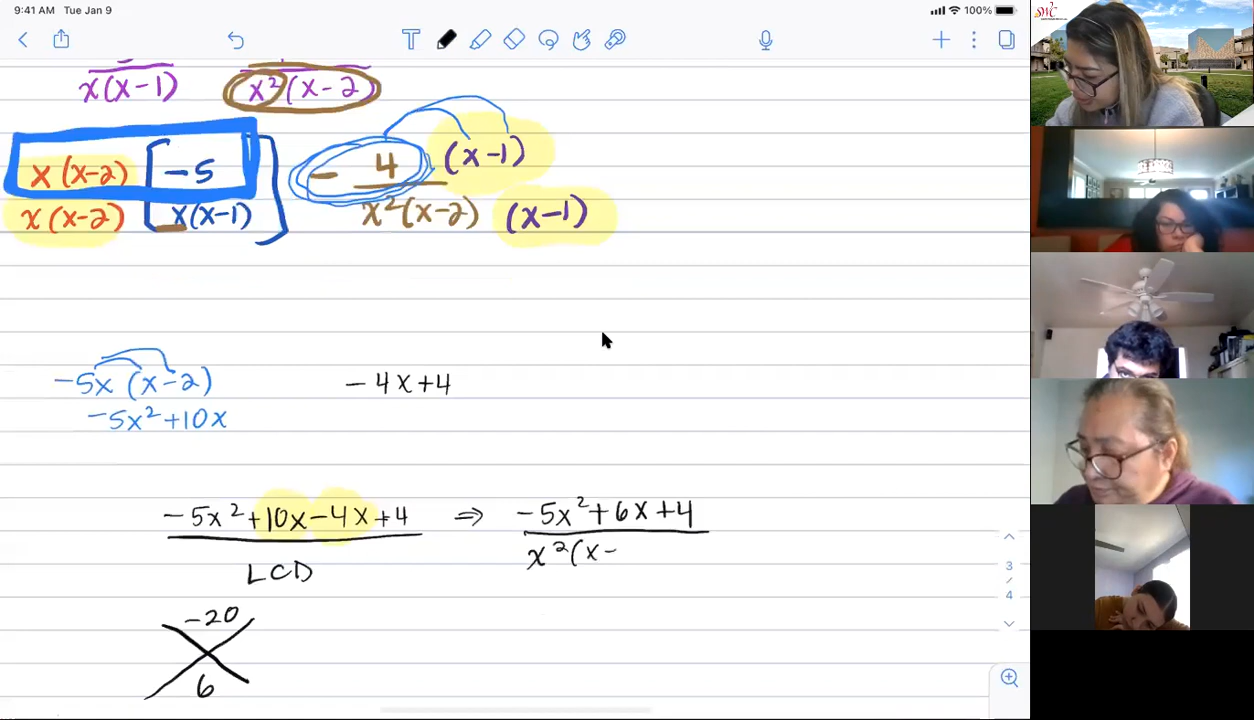 9:41 AM Tue Jan 9 100%
SWC
x(x-1) x²(x-2)
x(x-2) [ -5 - 4 (x-1)
x(x-2) [ x(x-1) ] x²(x-2) (x-1)
-5x (x-2) -4x+4
-5x²+10x
-5x²+10x-4x+4 ⇒ -5x²+6x+4
LCD x²(x-
-20
6
3
/
4